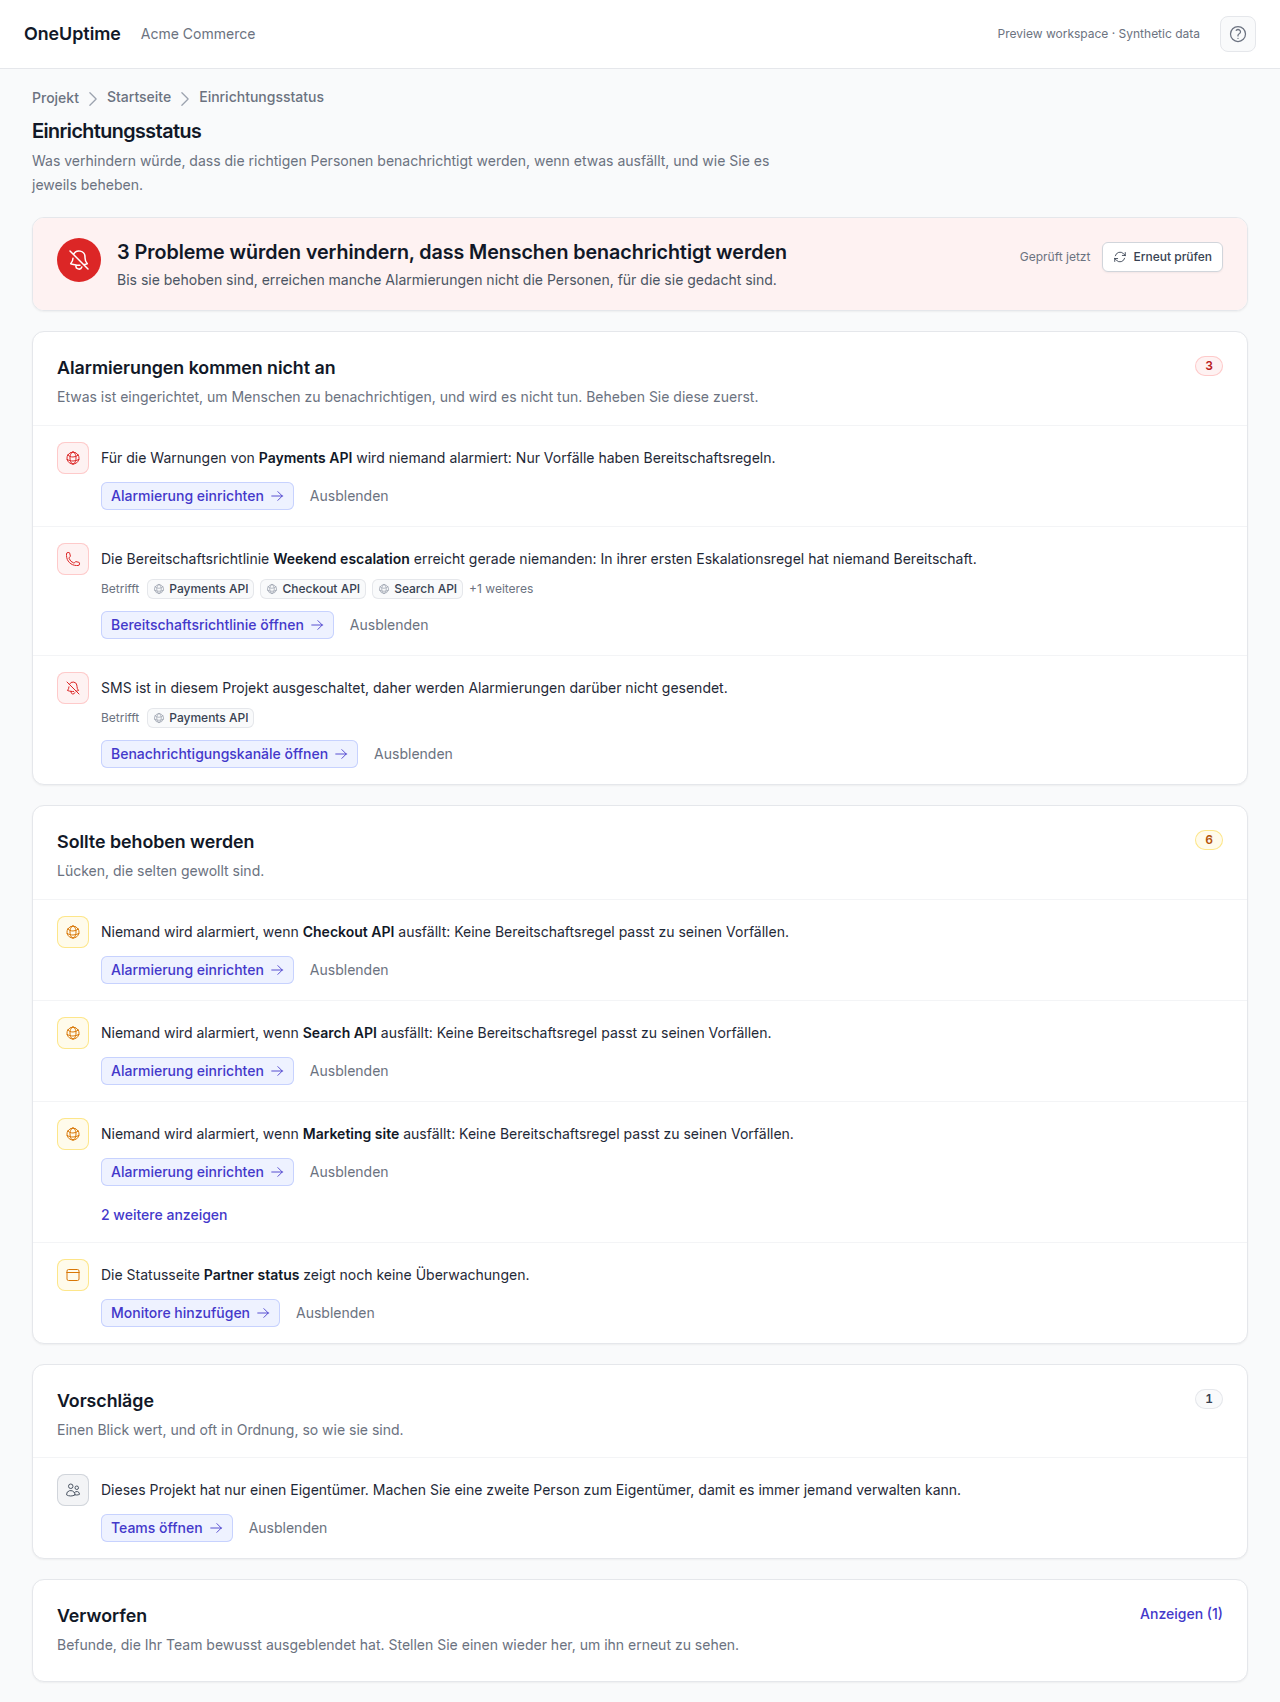 OneUptime
Acme Commerce
Preview workspace · Synthetic data
Projekt
Startseite
Einrichtungsstatus
Einrichtungsstatus
Was verhindern würde, dass die richtigen Personen benachrichtigt werden, wenn etwas ausfällt, und wie Sie es
jeweils beheben.
3 Probleme würden verhindern, dass Menschen benachrichtigt werden
Bis sie behoben sind, erreichen manche Alarmierungen nicht die Personen, für die sie gedacht sind.
Geprüft jetzt
Erneut prüfen
Alarmierungen kommen nicht an
3
Etwas ist eingerichtet, um Menschen zu benachrichtigen, und wird es nicht tun. Beheben Sie diese zuerst.
Für die Warnungen von Payments API wird niemand alarmiert: Nur Vorfälle haben Bereitschaftsregeln.
Alarmierung einrichten
Ausblenden
Die Bereitschaftsrichtlinie Weekend escalation erreicht gerade niemanden: In ihrer ersten Eskalationsregel hat niemand Bereitschaft.
Betrifft Payments API Checkout API Search API +1 weiteres
Bereitschaftsrichtlinie öffnen
Ausblenden
SMS ist in diesem Projekt ausgeschaltet, daher werden Alarmierungen darüber nicht gesendet.
Betrifft Payments API
Benachrichtigungskanäle öffnen
Ausblenden
Sollte behoben werden
6
Lücken, die selten gewollt sind.
Niemand wird alarmiert, wenn Checkout API ausfällt: Keine Bereitschaftsregel passt zu seinen Vorfällen.
Alarmierung einrichten
Ausblenden
Niemand wird alarmiert, wenn Search API ausfällt: Keine Bereitschaftsregel passt zu seinen Vorfällen.
Alarmierung einrichten
Ausblenden
Niemand wird alarmiert, wenn Marketing site ausfällt: Keine Bereitschaftsregel passt zu seinen Vorfällen.
Alarmierung einrichten
Ausblenden
2 weitere anzeigen
Die Statusseite Partner status zeigt noch keine Überwachungen.
Monitore hinzufügen
Ausblenden
Vorschläge
1
Einen Blick wert, und oft in Ordnung, so wie sie sind.
Dieses Projekt hat nur einen Eigentümer. Machen Sie eine zweite Person zum Eigentümer, damit es immer jemand verwalten kann.
Teams öffnen
Ausblenden
Verworfen
Anzeigen (1)
Befunde, die Ihr Team bewusst ausgeblendet hat. Stellen Sie einen wieder her, um ihn erneut zu sehen.